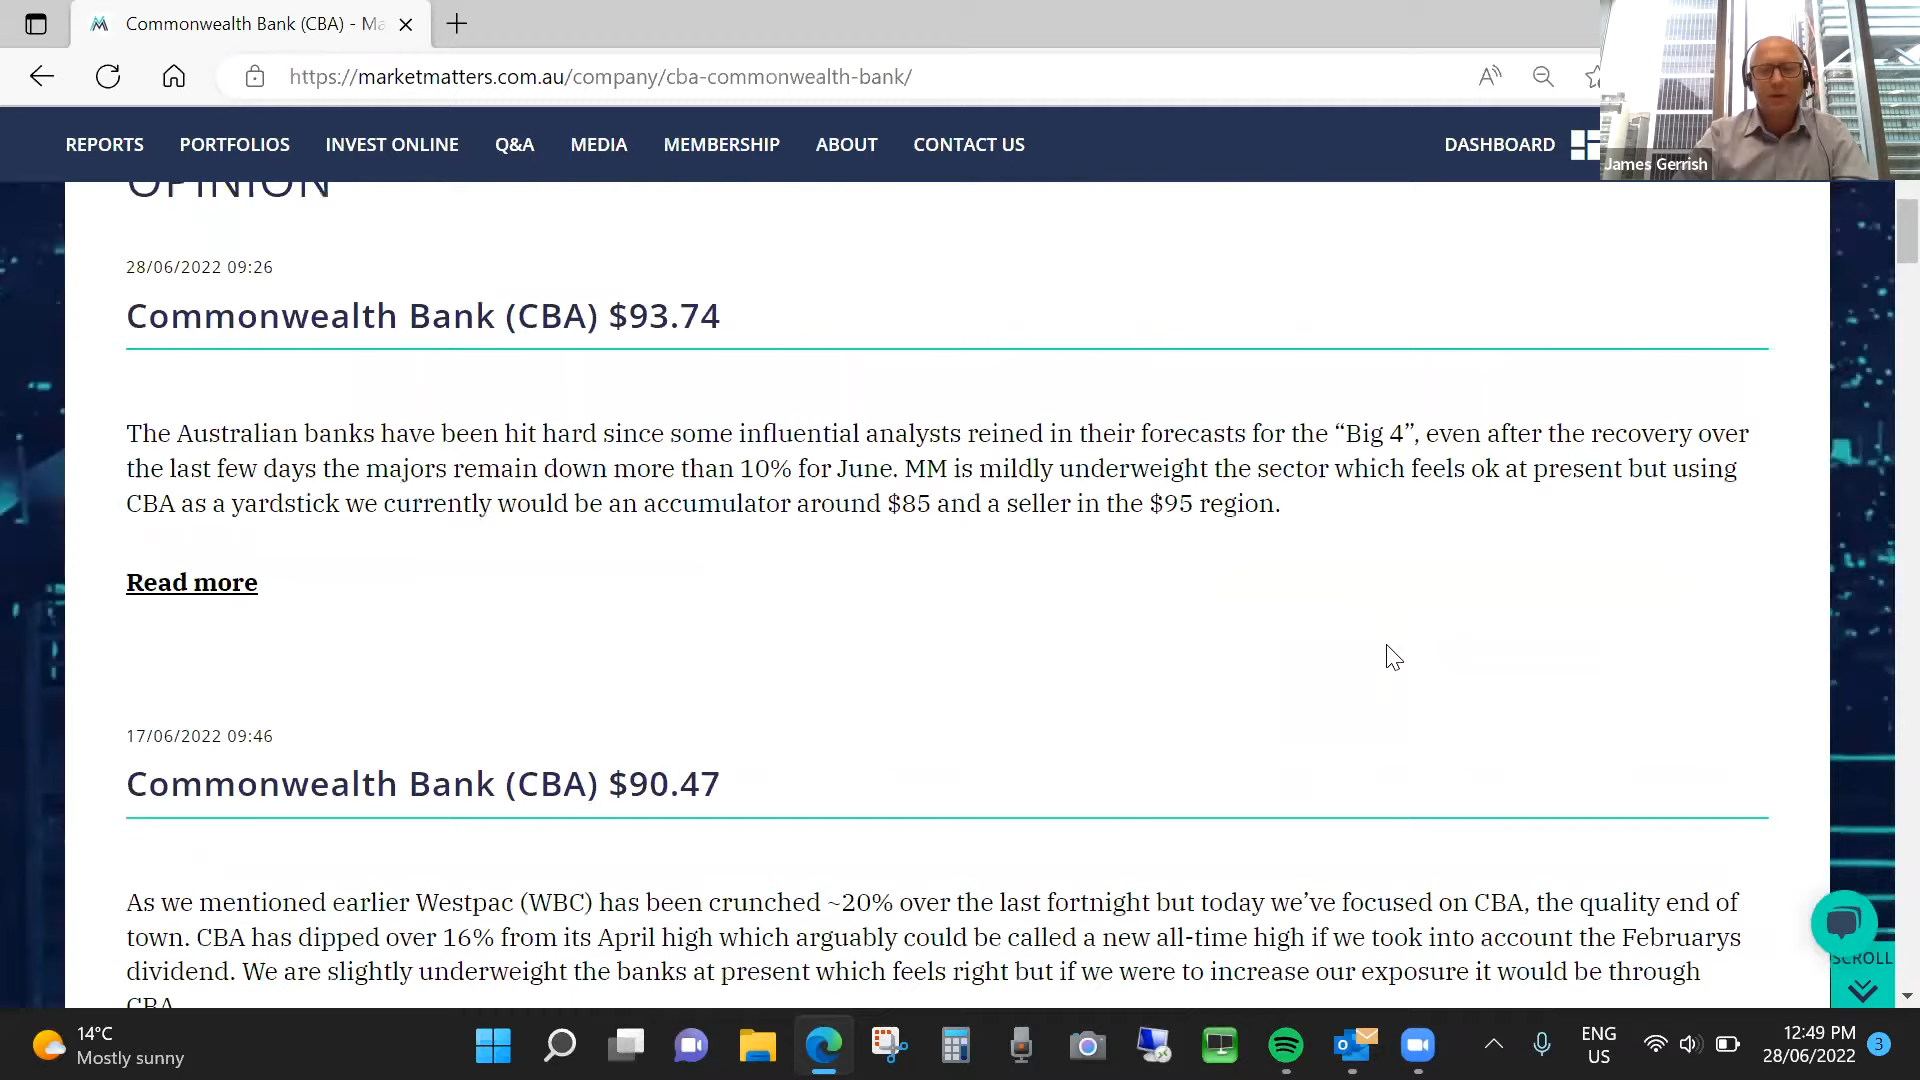 Commonwealth Bank (CBA) - Ma
https://marketmatters.com.au/company/cba-commonwealth-bank/
REPORTS PORTFOLIOS INVEST ONLINE Q&A MEDIA MEMBERSHIP ABOUT CONTACT US DASHBOARD
James Gerrish
OPINION
28/06/2022 09:26
Commonwealth Bank (CBA) $93.74
The Australian banks have been hit hard since some influential analysts reined in their forecasts for the “Big 4”, even after the recovery over
the last few days the majors remain down more than 10% for June. MM is mildly underweight the sector which feels ok at present but using
CBA as a yardstick we currently would be an accumulator around $85 and a seller in the $95 region.
Read more
17/06/2022 09:46
Commonwealth Bank (CBA) $90.47
As we mentioned earlier Westpac (WBC) has been crunched ~20% over the last fortnight but today we’ve focused on CBA, the quality end of
town. CBA has dipped over 16% from its April high which arguably could be called a new all-time high if we took into account the Februarys
dividend. We are slightly underweight the banks at present which feels right but if we were to increase our exposure it would be through
CBA
SCROLL
14°C
Mostly sunny
ENG
US
12:49 PM
28/06/2022
3